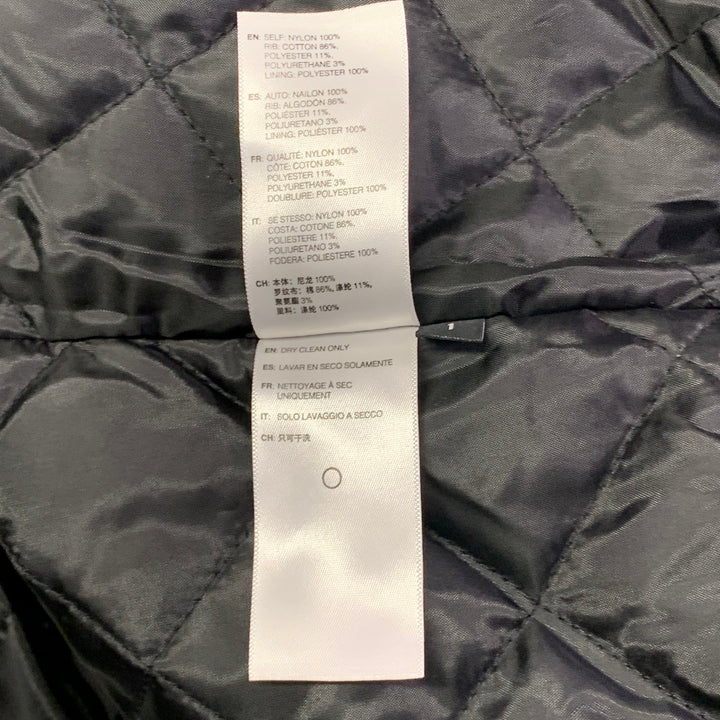 EN: SELF: NYLON 100%
RIB: COTTON 86%,
POLYESTER 11%,
POLYURETHANE 3%
LINING: POLYESTER 100%
ES: AUTO: NAILON 100%
RIB: ALGODÓN 86%,
POLIÉSTER 11%,
POLIURETANO 3%
LINING: POLIÉSTER 100%
FR: QUALITÉ: NYLON 100%
CÔTE: COTON 86%,
POLYESTER 11%,
POLYURETHANE 3%
DOUBLURE: POLYESTER 100%
IT: SE STESSO: NYLON 100%
COSTA: COTONE 86%,
POLIESTERE 11%,
POLIURETANO 3%
FODERA: POLIESTERE 100%
CH: 本体: 尼龙 100%
罗纹布: 棉 86%, 涤纶 11%,
聚氨酯 3%
里料: 涤纶 100%
EN: DRY CLEAN ONLY
ES: LAVAR EN SECO SOLAMENTE
FR: NETTOYAGE À SEC
UNIQUEMENT
IT: SOLO LAVAGGIO A SECCO
CH: 只可干洗